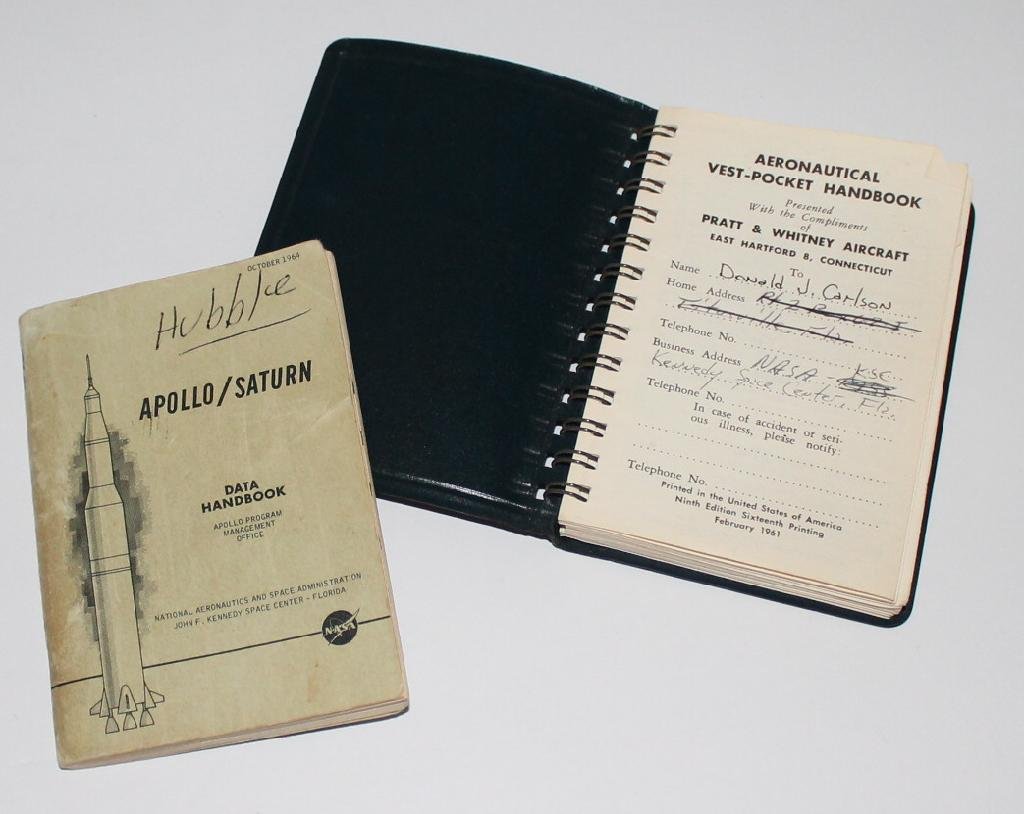 OCTOBER 1964
Hubble
APOLLO/SATURN
DATA
HANDBOOK
APOLLO PROGRAM
MANAGEMENT
OFFICE
NATIONAL AERONAUTICS AND SPACE ADMINISTRATION
JOHN F. KENNEDY SPACE CENTER - FLORIDA
NASA
AERONAUTICAL
VEST-POCKET HANDBOOK
Presented
With the Compliments
of
PRATT & WHITNEY AIRCRAFT
EAST HARTFORD 8, CONNECTICUT
To
Name Donald J. Carlson
Home Address
Titusville Fla
Telephone No.
Business Address NASA KSC
Kennedy Space Center Fla.
Telephone No.
In case of accident or seri-
ous illness, please notify:
Telephone No.
Printed in the United States of America
Ninth Edition Sixteenth Printing
February 1961